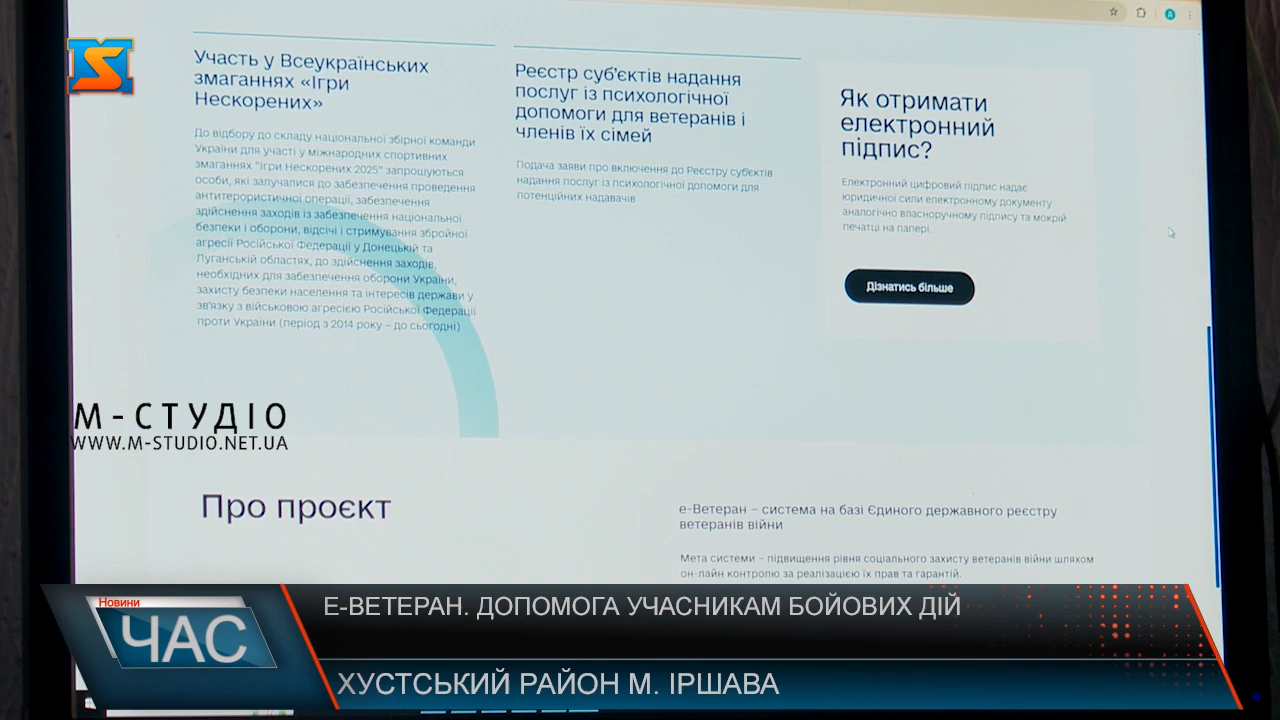 Участь у Всеукраїнських
змаганнях «Ігри
Нескорених»
До відбору до складу національної збірної команди
України для участі у міжнародних спортивних
змаганнях "Ігри Нескорених 2025" запрошуються
особи, які залучалися до забезпечення проведення
антитерористичної операції, забезпечення
здійснення заходів із забезпечення національної
безпеки і оборони, відсічі і стримування збройної
агресії Російської Федерації у Донецькій та
Луганській областях, до здійснення заходів,
необхідних для забезпечення оборони України,
захисту безпеки населення та інтересів держави у
зв'язку з військовою агресією Російської Федерації
проти України (період з 2014 року – до сьогодні)
Реєстр суб'єктів надання
послуг із психологічної
допомоги для ветеранів і
членів їх сімей
Подача заяви про включення до Реєстру суб'єктів
надання послуг із психологічної допомоги для
потенційних надавачів
Як отримати
електронний
підпис?
Електронний цифровий підпис надає
юридичної сили електронному документу
аналогічно власноручному підпису та мокрій
печатці на папері.
Дізнатись більше
М-СТУДІО
WWW.M-STUDIO.NET.UA
Про проєкт
е-Ветеран – система на базі Єдиного державного реєстру
ветеранів війни
Мета системи – підвищення рівня соціального захисту ветеранів війни шляхом
он-лайн контролю за реалізацією їх прав та гарантій.
Новини
ЧАС
Е-ВЕТЕРАН. ДОПОМОГА УЧАСНИКАМ БОЙОВИХ ДІЙ
ХУСТСЬКИЙ РАЙОН М. ІРШАВА